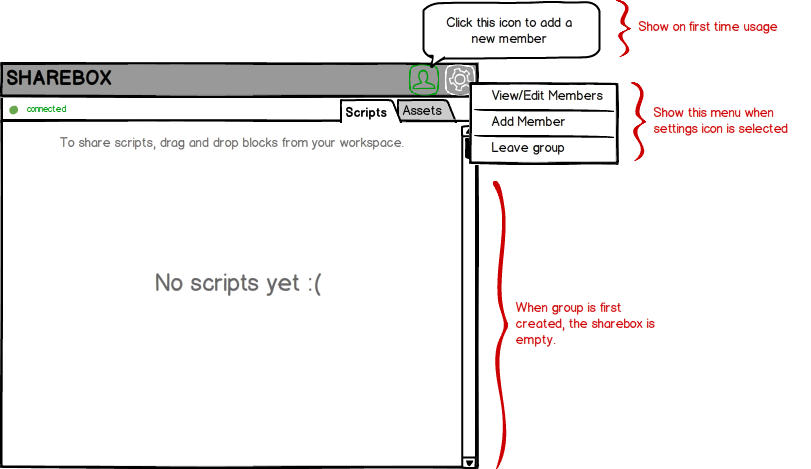 Click this icon to add a
new member
Show on first time usage
SHAREBOX
connected
Scripts
Assets
View/Edit Members
Add Member
Leave group
Show this menu when
settings icon is selected
To share scripts, drag and drop blocks from your workspace.
No scripts yet :(
When group is first
created, the sharebox is
empty.